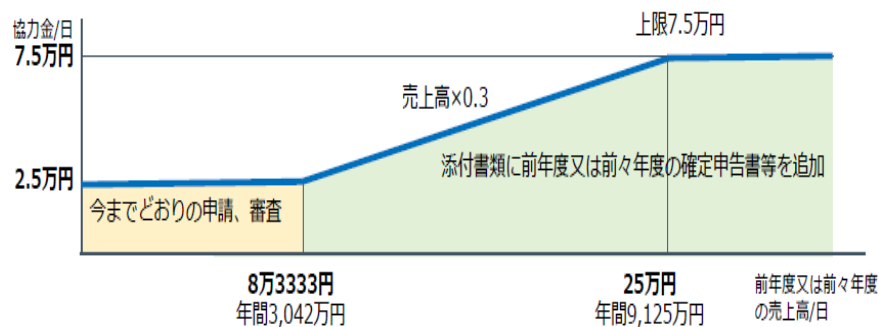 協力金/日
7.5万円
上限7.5万円
売上高×0.3
添付書類に前年度又は前々年度の確定申告書等を追加
2.5万円
今までどおりの申請、審査
8万3333円
年間3,042万円
25万円
年間9,125万円
前年度又は前々年度
の売上高/日